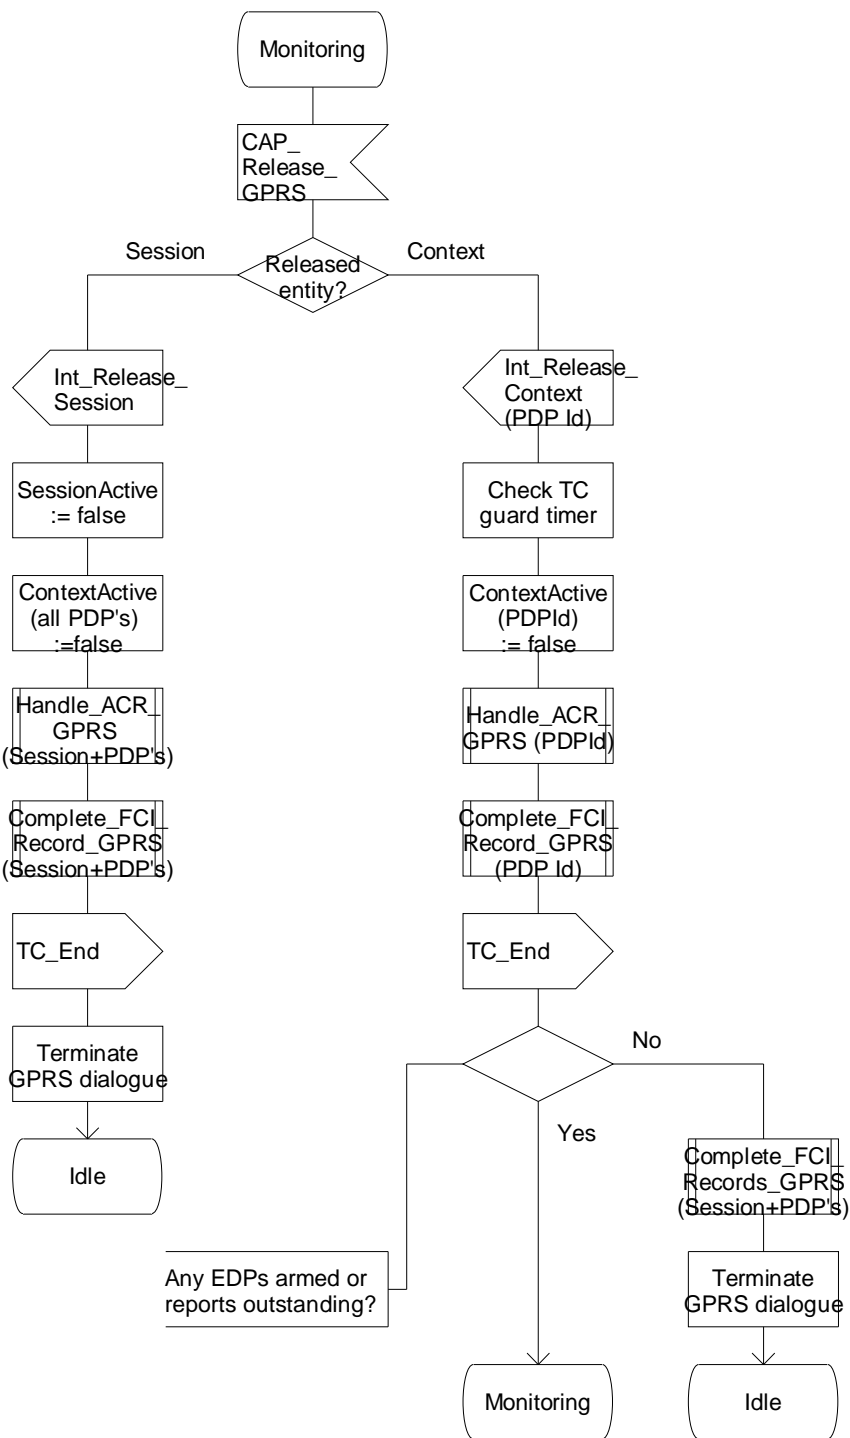 Monitoring
CAP_
Release_
GPRS
Session
Context
Released
entity?
Int_Release_
Session
Int_Release_
Context
(PDP Id)
SessionActive
:= false
Check TC
guard timer
ContextActive
(all PDP's)
:=false
ContextActive
(PDPId)
:= false
Handle_ACR_
GPRS
(Session+PDP's)
Handle_ACR_
GPRS (PDPId)
Complete_FCI_
Record_GPRS
(Session+PDP's)
Complete_FCI_
Record_GPRS
(PDP Id)
TC_End
TC_End
Terminate
GPRS dialogue
No
Yes
Idle
Complete_FCI_
Records_GPRS
(Session+PDP's)
Any EDPs armed or
reports outstanding?
Terminate
GPRS dialogue
Monitoring
Idle